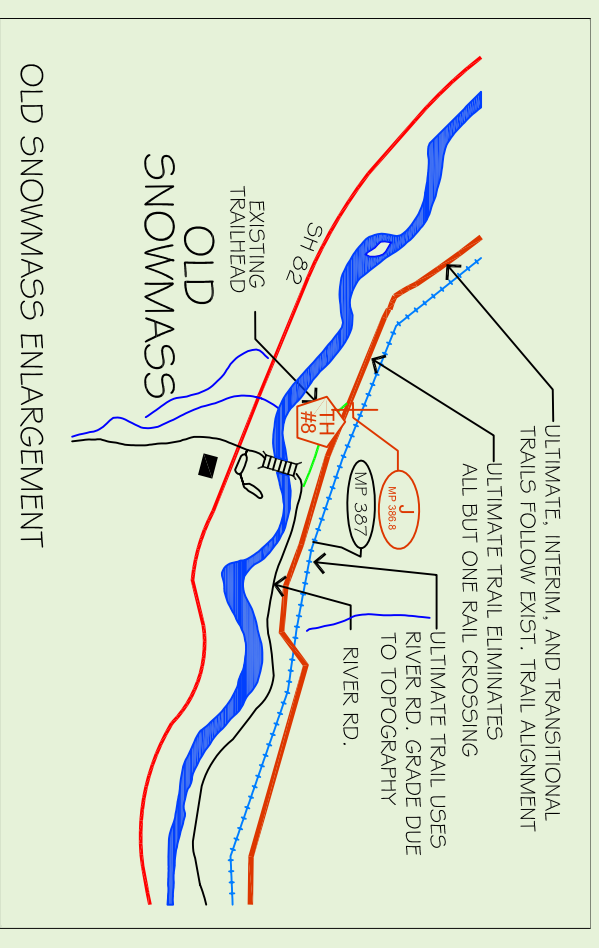 ULTIMATE, INTERIM, AND TRANSITIONAL
TRAILS FOLLOW EXIST. TRAIL ALIGNMENT
ULTIMATE TRAIL ELIMINATES
ALL BUT ONE RAIL CROSSING
ULTIMATE TRAIL USES
RIVER RD. GRADE DUE
TO TOPOGRAPHY
J
MP 386.8
MP 387
RIVER RD.
TH
#8
SH 82
EXISTING
TRAILHEAD
OLD
SNOWMASS
OLD SNOWMASS ENLARGEMENT